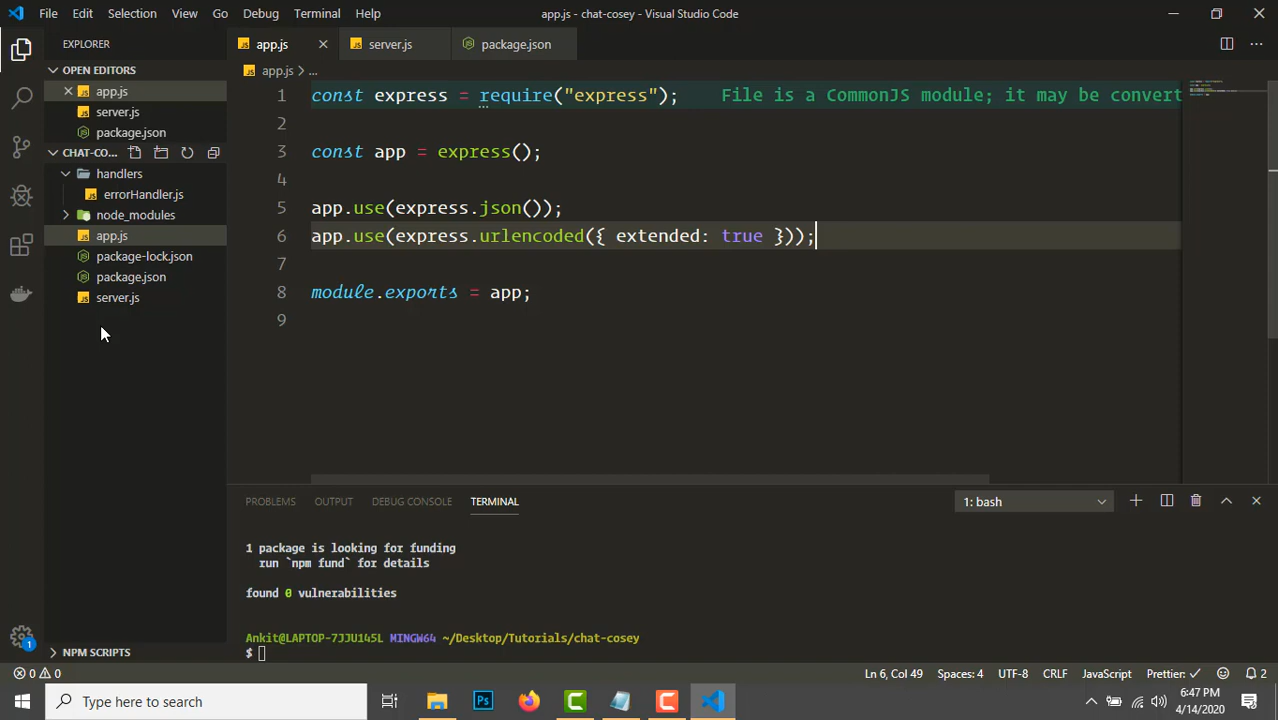 File Edit Selection View Go Debug Terminal Help
app.js - chat-cosey - Visual Studio Code
EXPLORER
app.js
server.js
package.json
OPEN EDITORS
app.js
server.js
package.json
CHAT-CO...
handlers
errorHandler.js
node_modules
app.js
package-lock.json
package.json
server.js
NPM SCRIPTS
app.js > ...
1 const express = require("express"); File is a CommonJS module; it may be convert
2
3 const app = express();
4
5 app.use(express.json());
6 app.use(express.urlencoded({ extended: true }));
7
8 module.exports = app;
9
PROBLEMS OUTPUT DEBUG CONSOLE TERMINAL
1: bash
1 package is looking for funding
run `npm fund` for details
found 0 vulnerabilities
Ankit@LAPTOP-7JJU145L MINGW64 ~/Desktop/Tutorials/chat-cosey
$
1
0 0
Ln 6, Col 49 Spaces: 4 UTF-8 CRLF JavaScript Prettier: ✓ 2
Type here to search
Ps
6:47 PM
4/14/2020